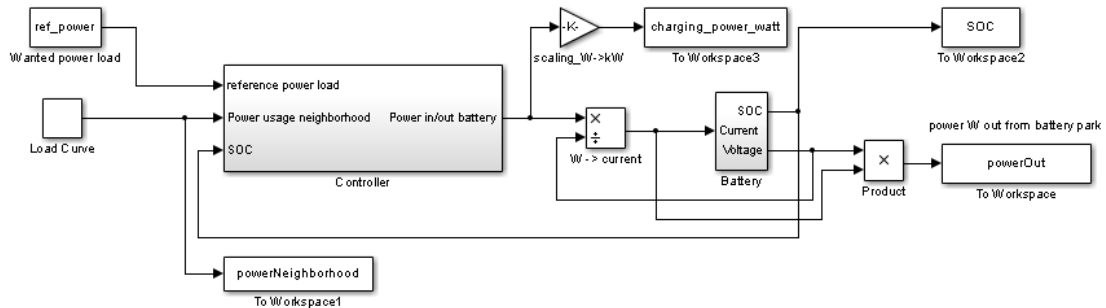 ref_power
Wanted power load
-K-
scaling_W->kW
charging_power_watt
To Workspace3
SOC
To Workspace2
reference power load
Power usage neighborhood
SOC
Power in/out battery
Controller
Load Curve
×
÷
W -> current
SOC
Current
Voltage
Battery
power W out from battery park
×
Product
powerOut
To Workspace
powerNeighborhood
To Workspace1